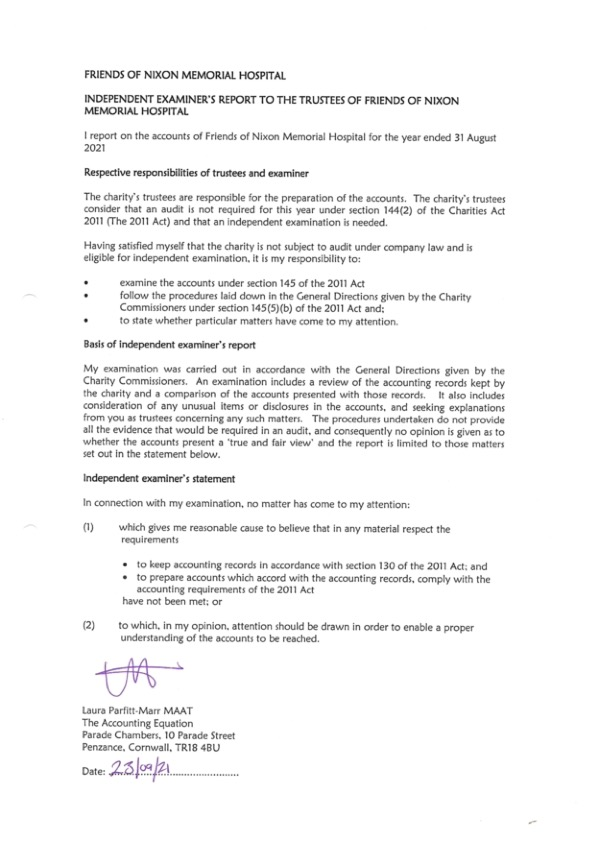 FRIENDS OF NIXON MEMORIAL HOSPITAL
INDEPENDENT EXAMINER'S REPORT TO THE TRUSTEES OF FRIENDS OF NIXON
MEMORIAL HOSPITAL
I report on the accounts of Friends of Nixon Memorial Hospital for the year ended 31 August
2021
Respective responsibilities of trustees and examiner
The charity's trustees are responsible for the preparation of the accounts. The charity's trustees
consider that an audit is not required for this year under section 144(2) of the Charities Act
2011 (The 2011 Act) and that an independent examination is needed.
Having satisfied myself that the charity is not subject to audit under company law and is
eligible for independent examination, it is my responsibility to:
• examine the accounts under section 145 of the 2011 Act
• follow the procedures laid down in the General Directions given by the Charity
Commissioners under section 145(5)(b) of the 2011 Act and;
• to state whether particular matters have come to my attention.
Basis of independent examiner's report
My examination was carried out in accordance with the General Directions given by the
Charity Commissioners. An examination includes a review of the accounting records kept by
the charity and a comparison of the accounts presented with those records. It also includes
consideration of any unusual items or disclosures in the accounts, and seeking explanations
from you as trustees concerning any such matters. The procedures undertaken do not provide
all the evidence that would be required in an audit, and consequently no opinion is given as to
whether the accounts present a 'true and fair view' and the report is limited to those matters
set out in the statement below.
Independent examiner's statement
In connection with my examination, no matter has come to my attention:
(1) which gives me reasonable cause to believe that in any material respect the
requirements
• to keep accounting records in accordance with section 130 of the 2011 Act; and
• to prepare accounts which accord with the accounting records, comply with the
accounting requirements of the 2011 Act
have not been met; or
(2) to which, in my opinion, attention should be drawn in order to enable a proper
understanding of the accounts to be reached.
Laura Parfitt-Marr MAAT
The Accounting Equation
Parade Chambers, 10 Parade Street
Penzance, Cornwall, TR18 4BU
Date: 23/09/21